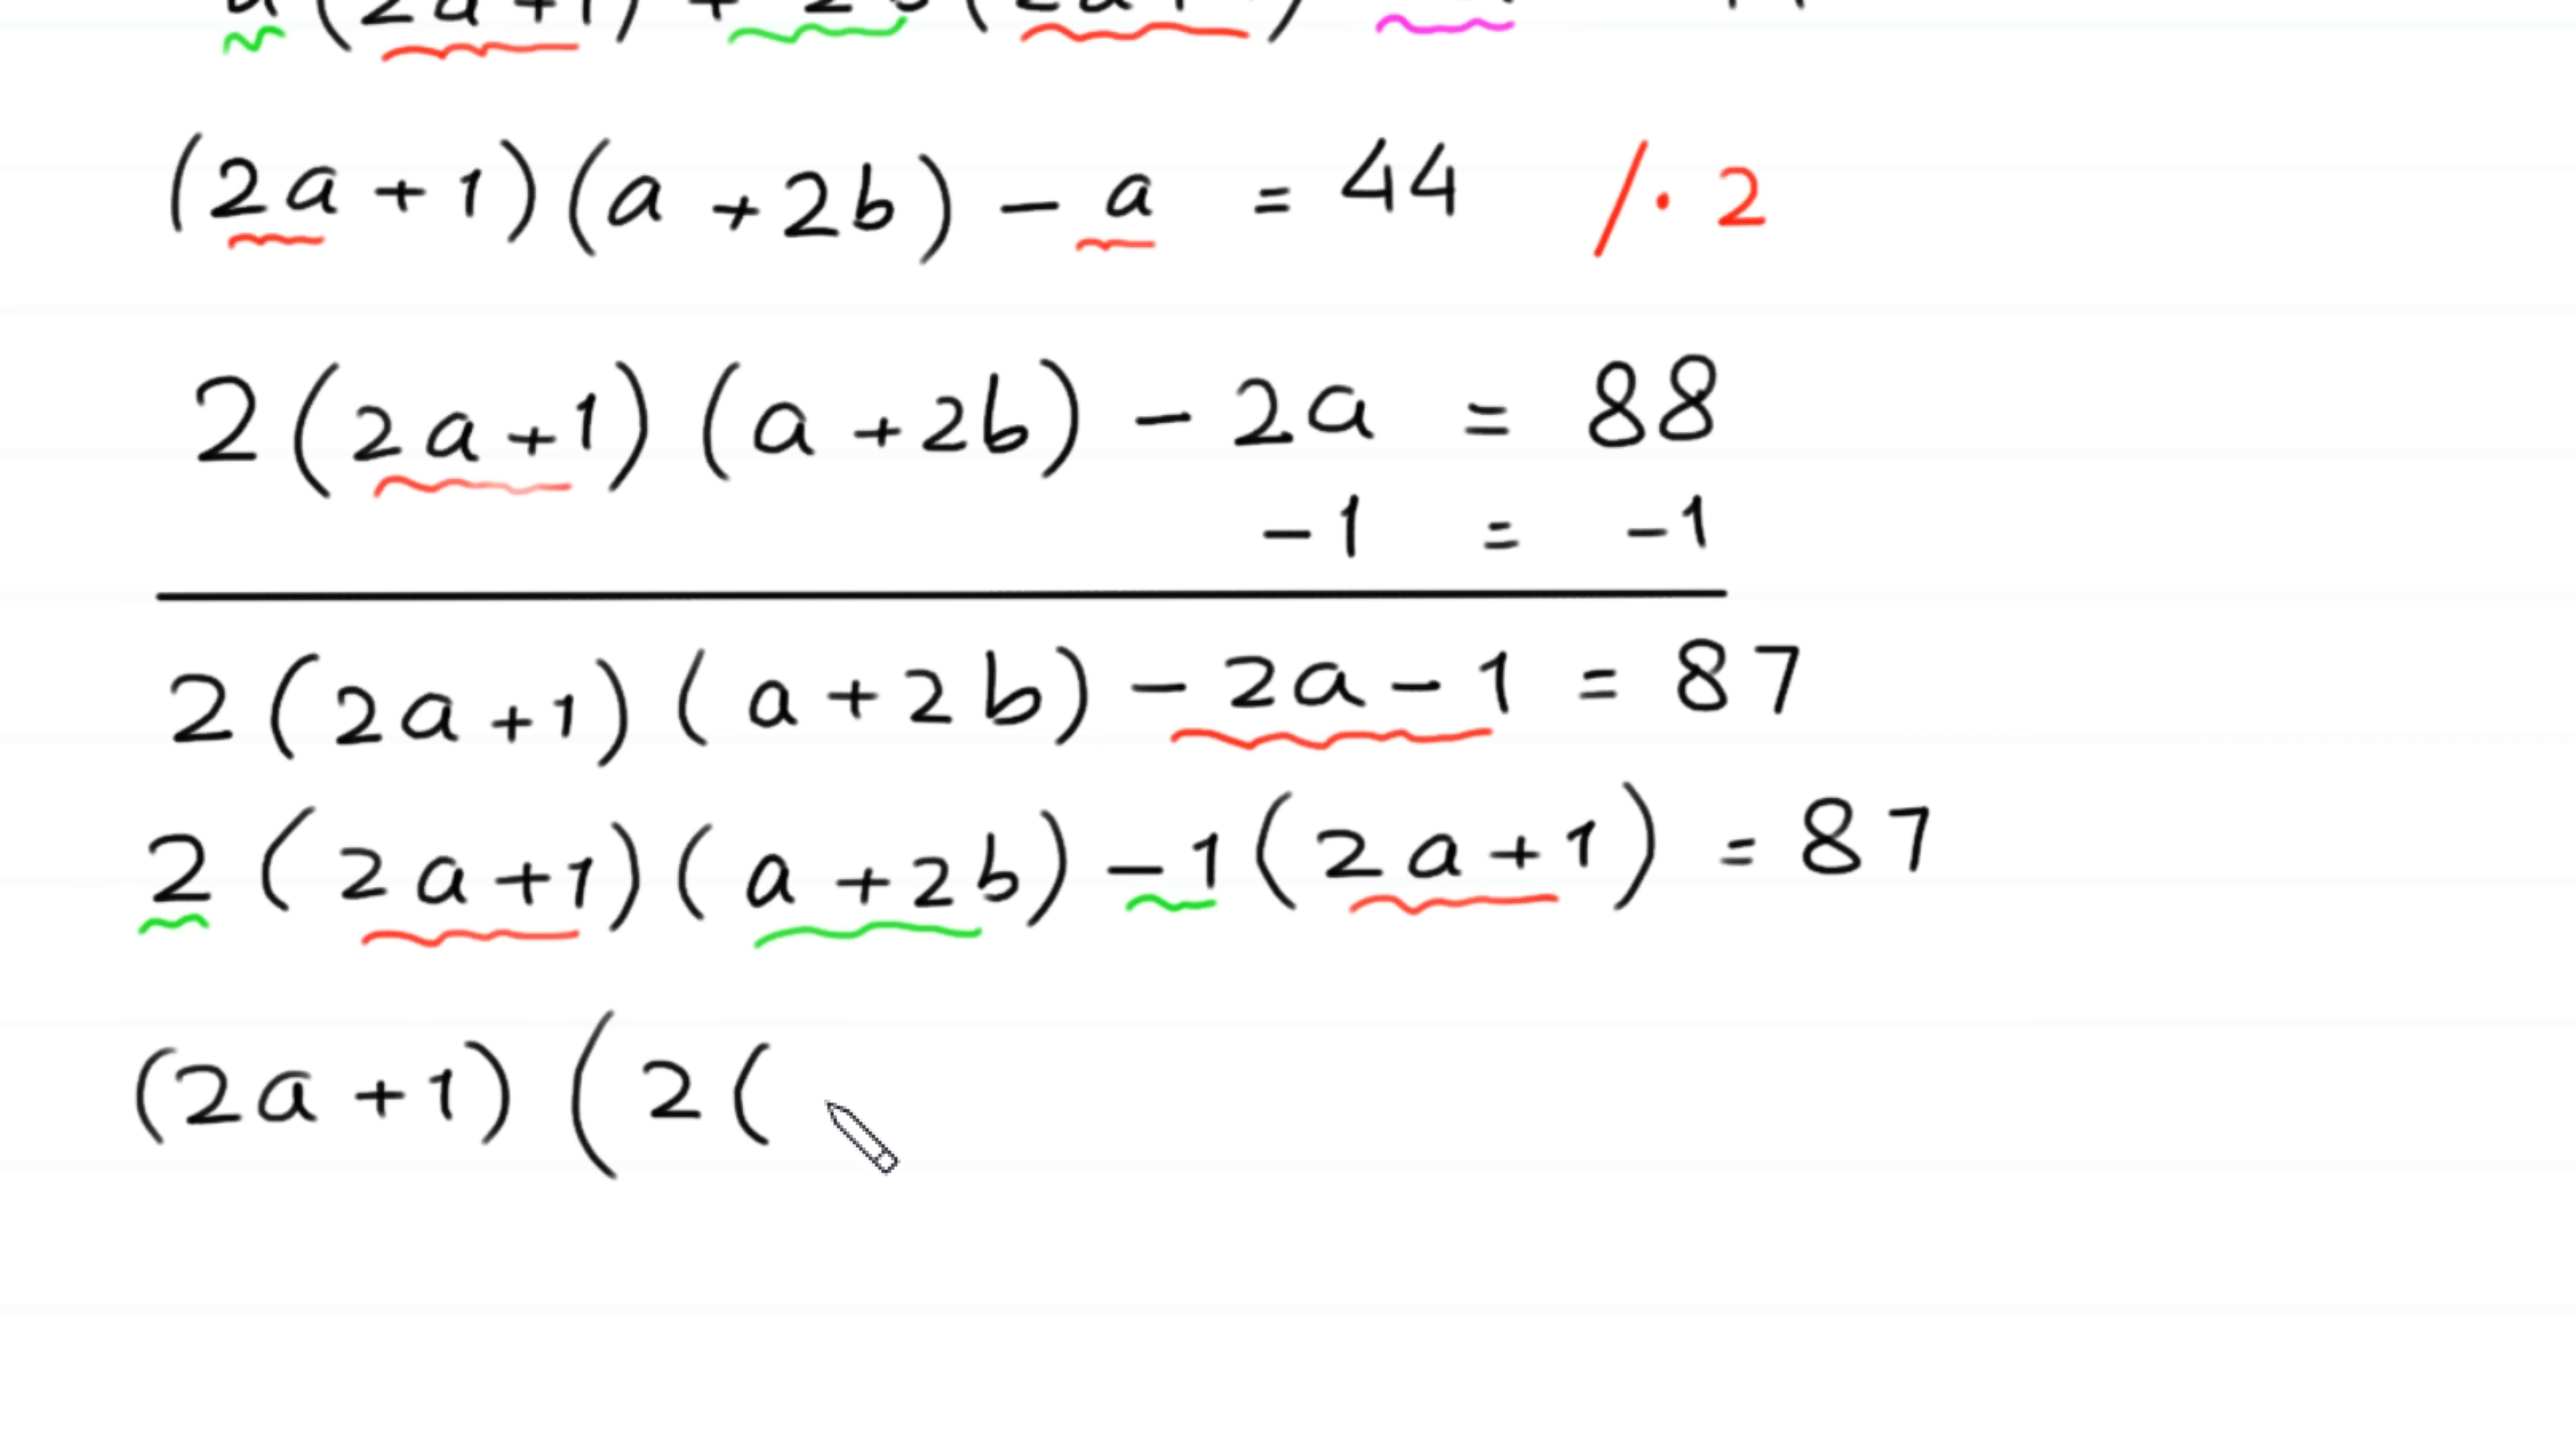 (2a+1)(a+2b) - a = 44 /· 2
2(2a+1)(a+2b) - 2a = 88
-1 = -1
2(2a+1)(a+2b) - 2a - 1 = 87
2(2a+1)(a+2b) - 1(2a+1) = 87
(2a+1)(2(